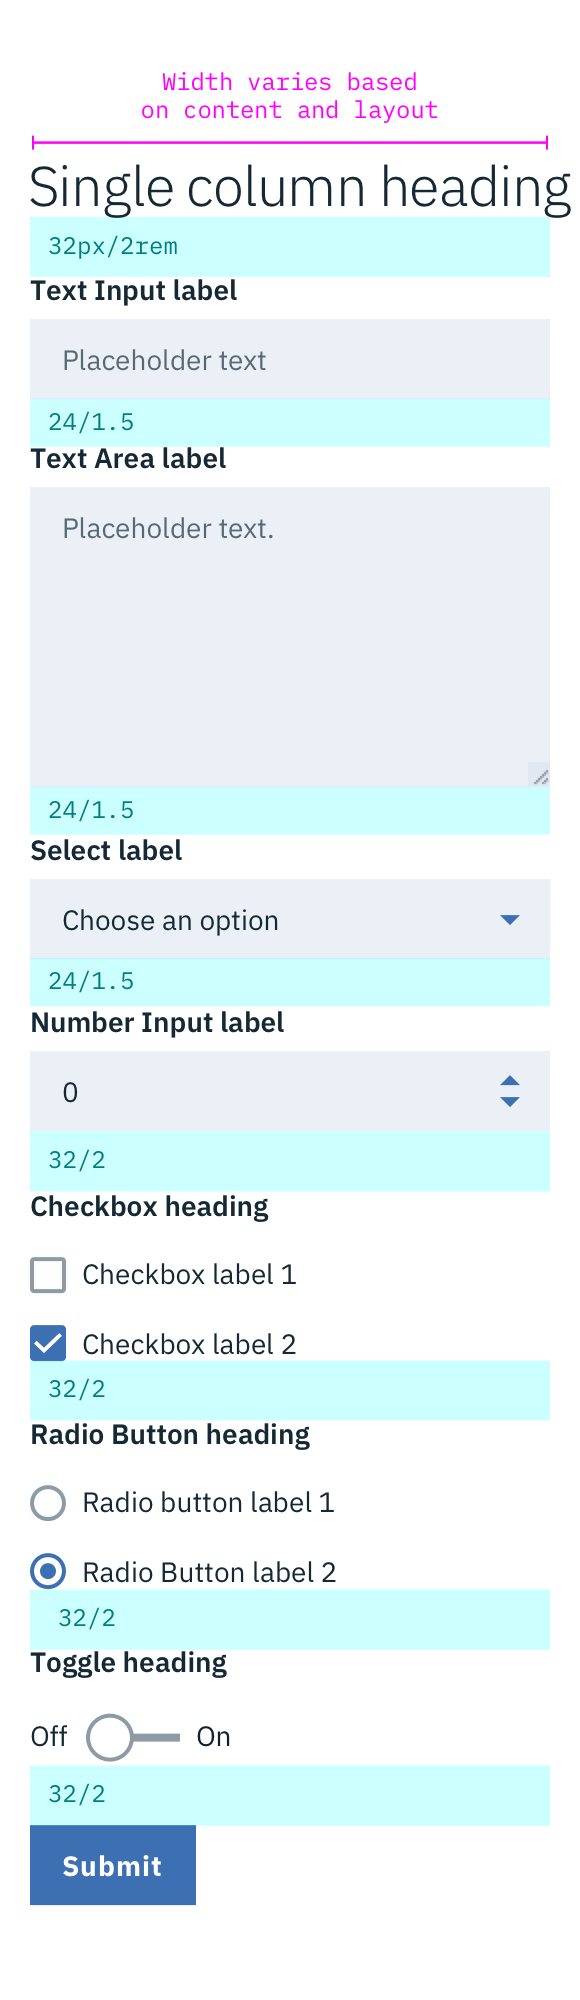 Width varies based
on content and layout
Single column heading
32px/2rem
Text Input label
Placeholder text
24/1.5
Text Area label
Placeholder text.
24/1.5
Select label
Choose an option
24/1.5
Number Input label
0
32/2
Checkbox heading
Checkbox label 1
Checkbox label 2
32/2
Radio Button heading
Radio button label 1
Radio Button label 2
32/2
Toggle heading
Off On
32/2
Submit